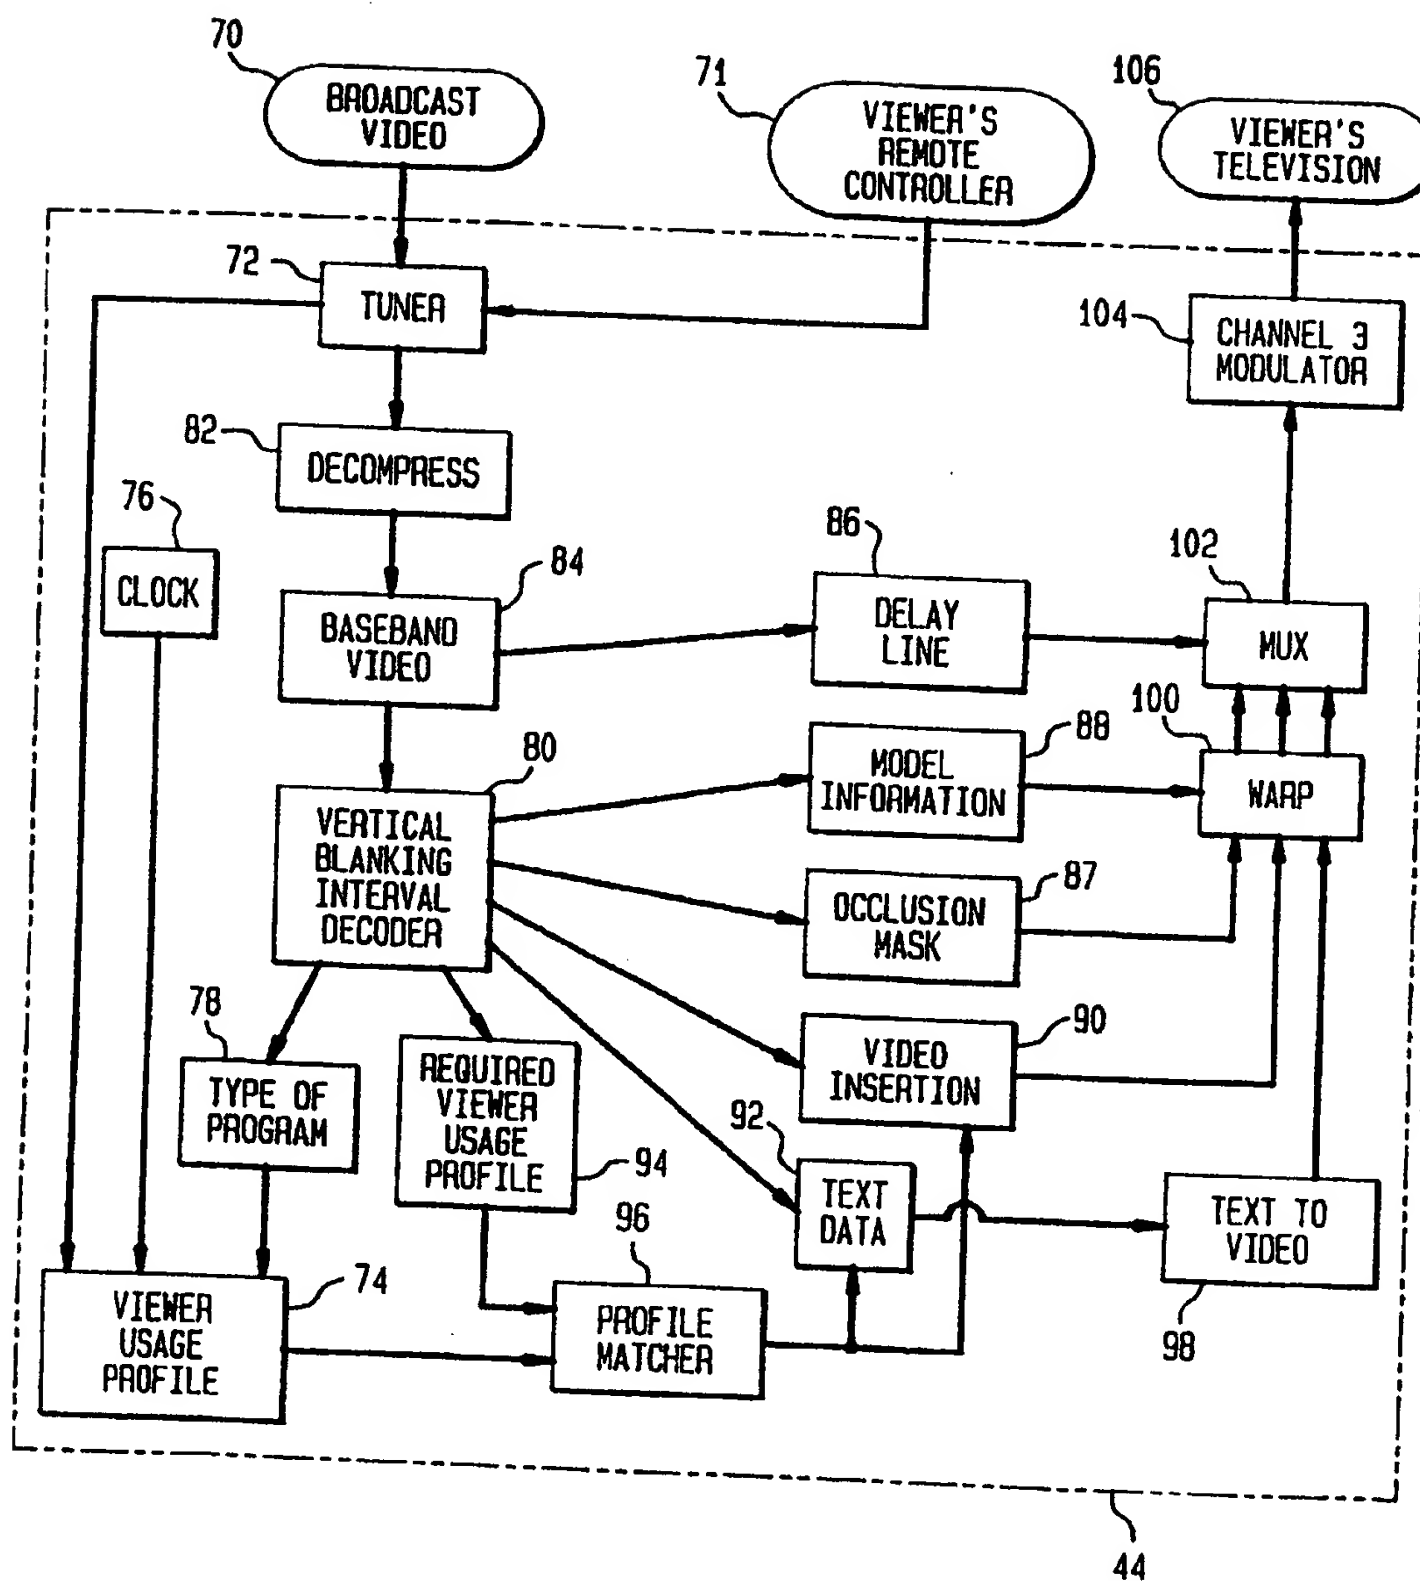 70
BROADCAST
VIDEO
71
VIEWER'S
REMOTE
CONTROLLER
106
VIEWER'S
TELEVISION
72
TUNER
104
CHANNEL 3
MODULATOR
82
DECOMPRESS
76
CLOCK
84
BASEBAND
VIDEO
86
DELAY
LINE
102
MUX
80
VERTICAL
BLANKING
INTERVAL
DECODER
88
MODEL
INFORMATION
100
WARP
87
OCCLUSION
MASK
78
TYPE OF
PROGRAM
REQUIRED
VIEWER
USAGE
PROFILE
94
90
VIDEO
INSERTION
92
TEXT
DATA
TEXT TO
VIDEO
98
74
VIEWER
USAGE
PROFILE
96
PROFILE
MATCHER
44